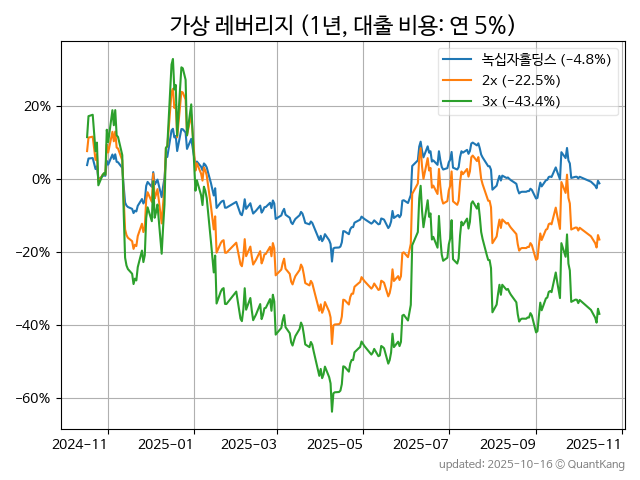 가상 레버리지 (1년, 대출 비용: 연 5%)
녹십자홀딩스 (−4.8%)
2x (−22.5%)
3x (−43.4%)
20%
0%
−20%
−40%
−60%
2024-11
2025-01
2025-03
2025-05
2025-07
2025-09
2025-11
updated: 2025-10-16 © QuantKang